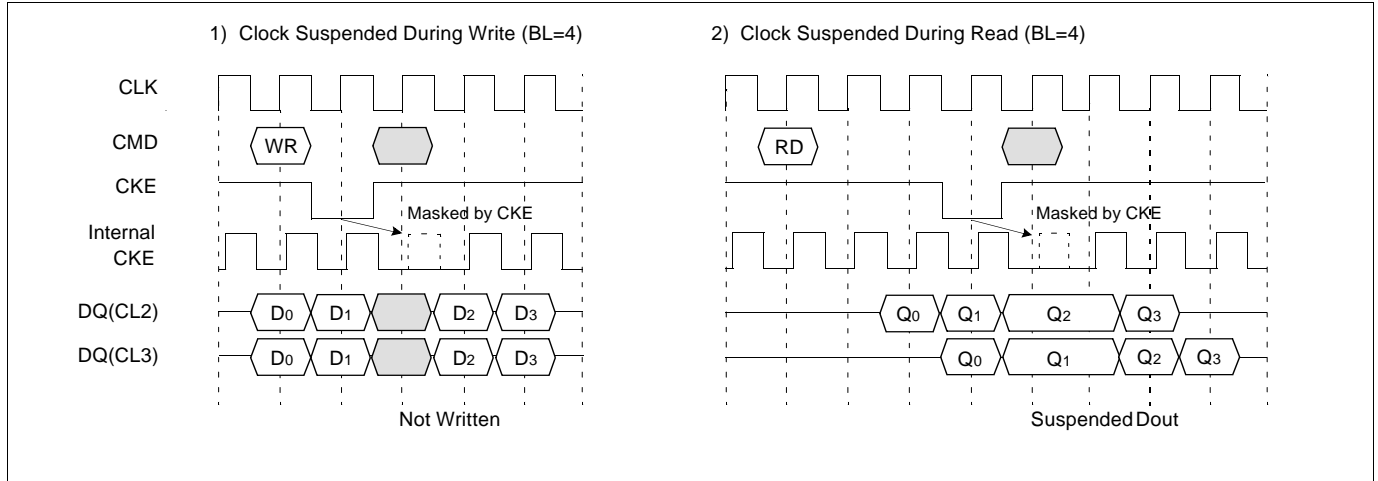 1) Clock Suspended During Write (BL=4)
2) Clock Suspended During Read (BL=4)
CLK
CMD
WR
RD
CKE
Masked by CKE
Masked by CKE
Internal
CKE
DQ(CL2)
D0 D1 D2 D3
Q0 Q1 Q2 Q3
DQ(CL3)
D0 D1 D2 D3
Q0 Q1 Q2 Q3
Not Written
Suspended Dout